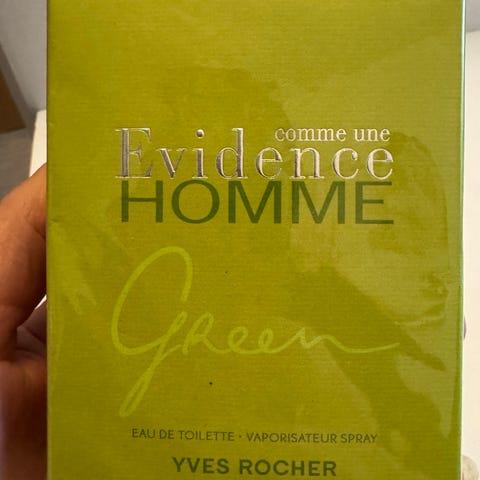 comme une
Evidence
HOMME
Green
EAU DE TOILETTE • VAPORISATEUR SPRAY
YVES ROCHER